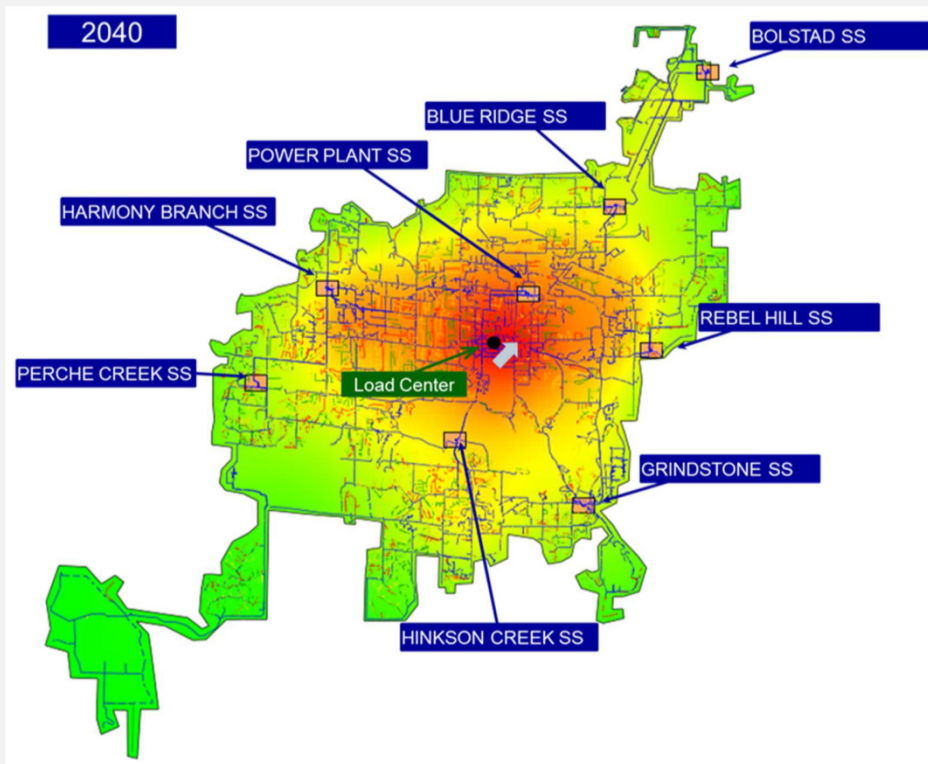 2040
BOLSTAD SS
BLUE RIDGE SS
POWER PLANT SS
HARMONY BRANCH SS
REBEL HILL SS
PERCHE CREEK SS
Load Center
GRINDSTONE SS
HINKSON CREEK SS